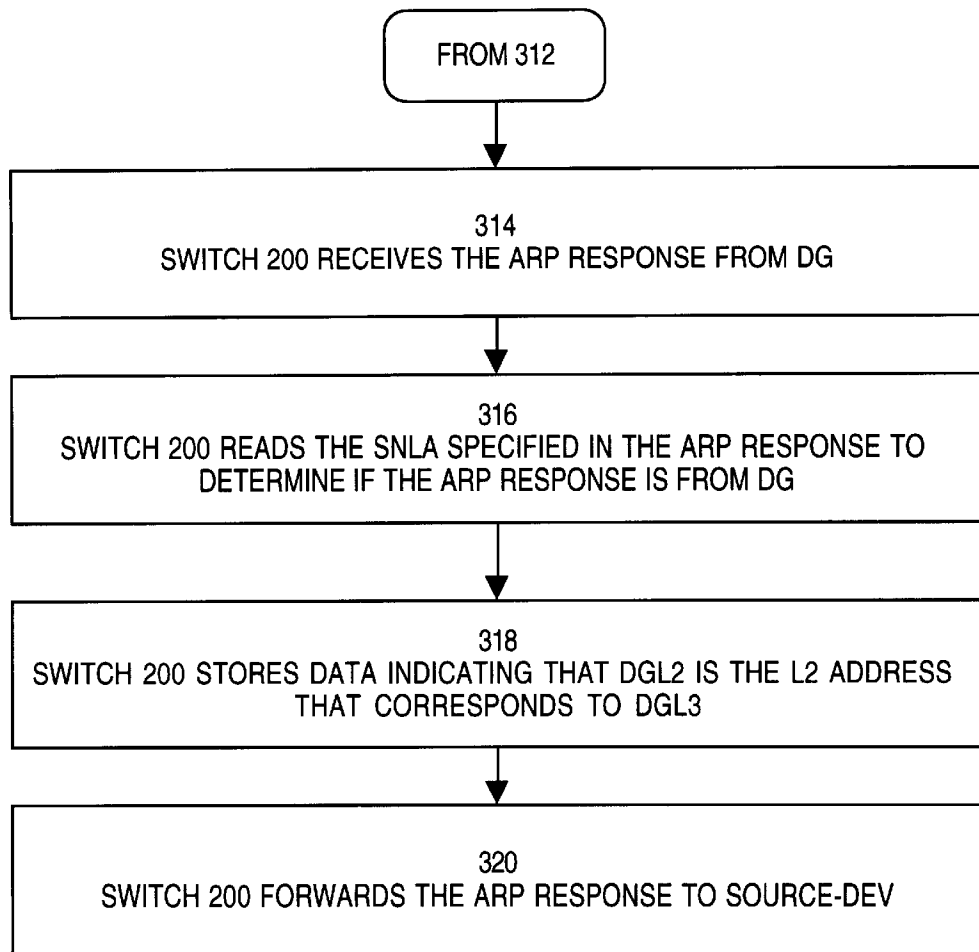 FROM 312
314
SWITCH 200 RECEIVES THE ARP RESPONSE FROM DG
316
SWITCH 200 READS THE SNLA SPECIFIED IN THE ARP RESPONSE TO
DETERMINE IF THE ARP RESPONSE IS FROM DG
318
SWITCH 200 STORES DATA INDICATING THAT DGL2 IS THE L2 ADDRESS
THAT CORRESPONDS TO DGL3
320
SWITCH 200 FORWARDS THE ARP RESPONSE TO SOURCE-DEV